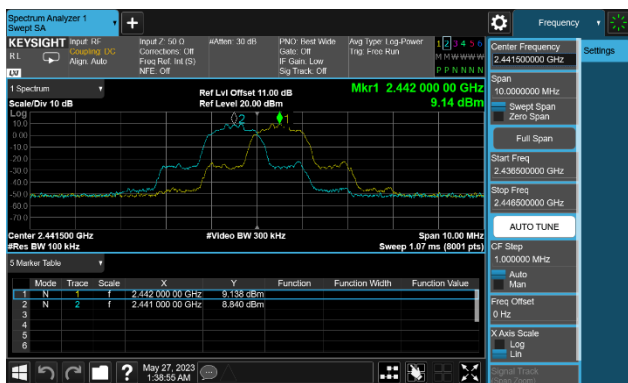 Spectrum Analyzer 1
Swept SA
Frequency
KEYSIGHT
RL
Input: RF
Coupling: DC
Align: Auto
Input Z: 50 Ω
Corrections: Off
Freq Ref: Int (S)
NFE: Off
#Atten: 30 dB
PNO: Best Wide
Gate: Off
IF Gain: Low
Sig Track: Off
Avg Type: Log-Power
Trig: Free Run
1 2 3 4 5 6
M M W W W W
P P N N N N
LVI
Center Frequency
2.441500000 GHz
Settings
Span
10.0000000 MHz
Swept Span
Zero Span
Full Span
Start Freq
2.436500000 GHz
Stop Freq
2.446500000 GHz
AUTO TUNE
CF Step
1.000000 MHz
Auto
Man
Freq Offset
0 Hz
X Axis Scale
Log
Lin
Signal Track
(Span Zoom)
1 Spectrum
Scale/Div 10 dB
Ref Lvl Offset 11.00 dB
Ref Level 20.00 dBm
Mkr1 2.442 000 00 GHz
9.14 dBm
Log
10.0
0.00
-10.0
-20.0
-30.0
-40.0
-50.0
-60.0
-70.0
2
1
Center 2.441500 GHz
#Video BW 300 kHz
Span 10.00 MHz
#Res BW 100 kHz
Sweep 1.07 ms (8001 pts)
5 Marker Table
Mode Trace Scale X Y Function Function Width Function Value
1 N 1 f 2.442 000 00 GHz 9.138 dBm
2 N 2 f 2.441 000 00 GHz 8.840 dBm
3
4
5
6
?
May 27, 2023
1:38:55 AM